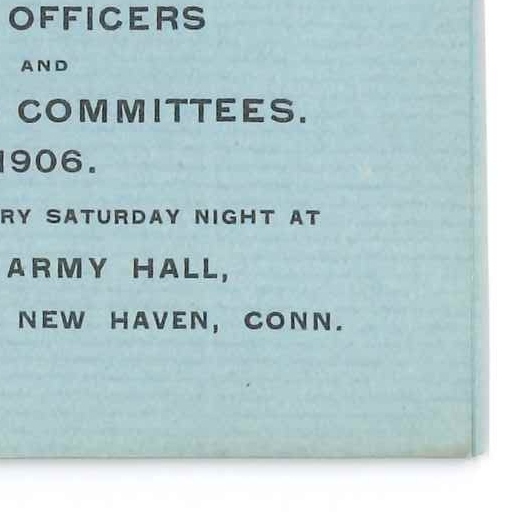 OFFICERS
AND
COMMITTEES.
1906.
RY SATURDAY NIGHT AT
ARMY HALL,
NEW HAVEN, CONN.